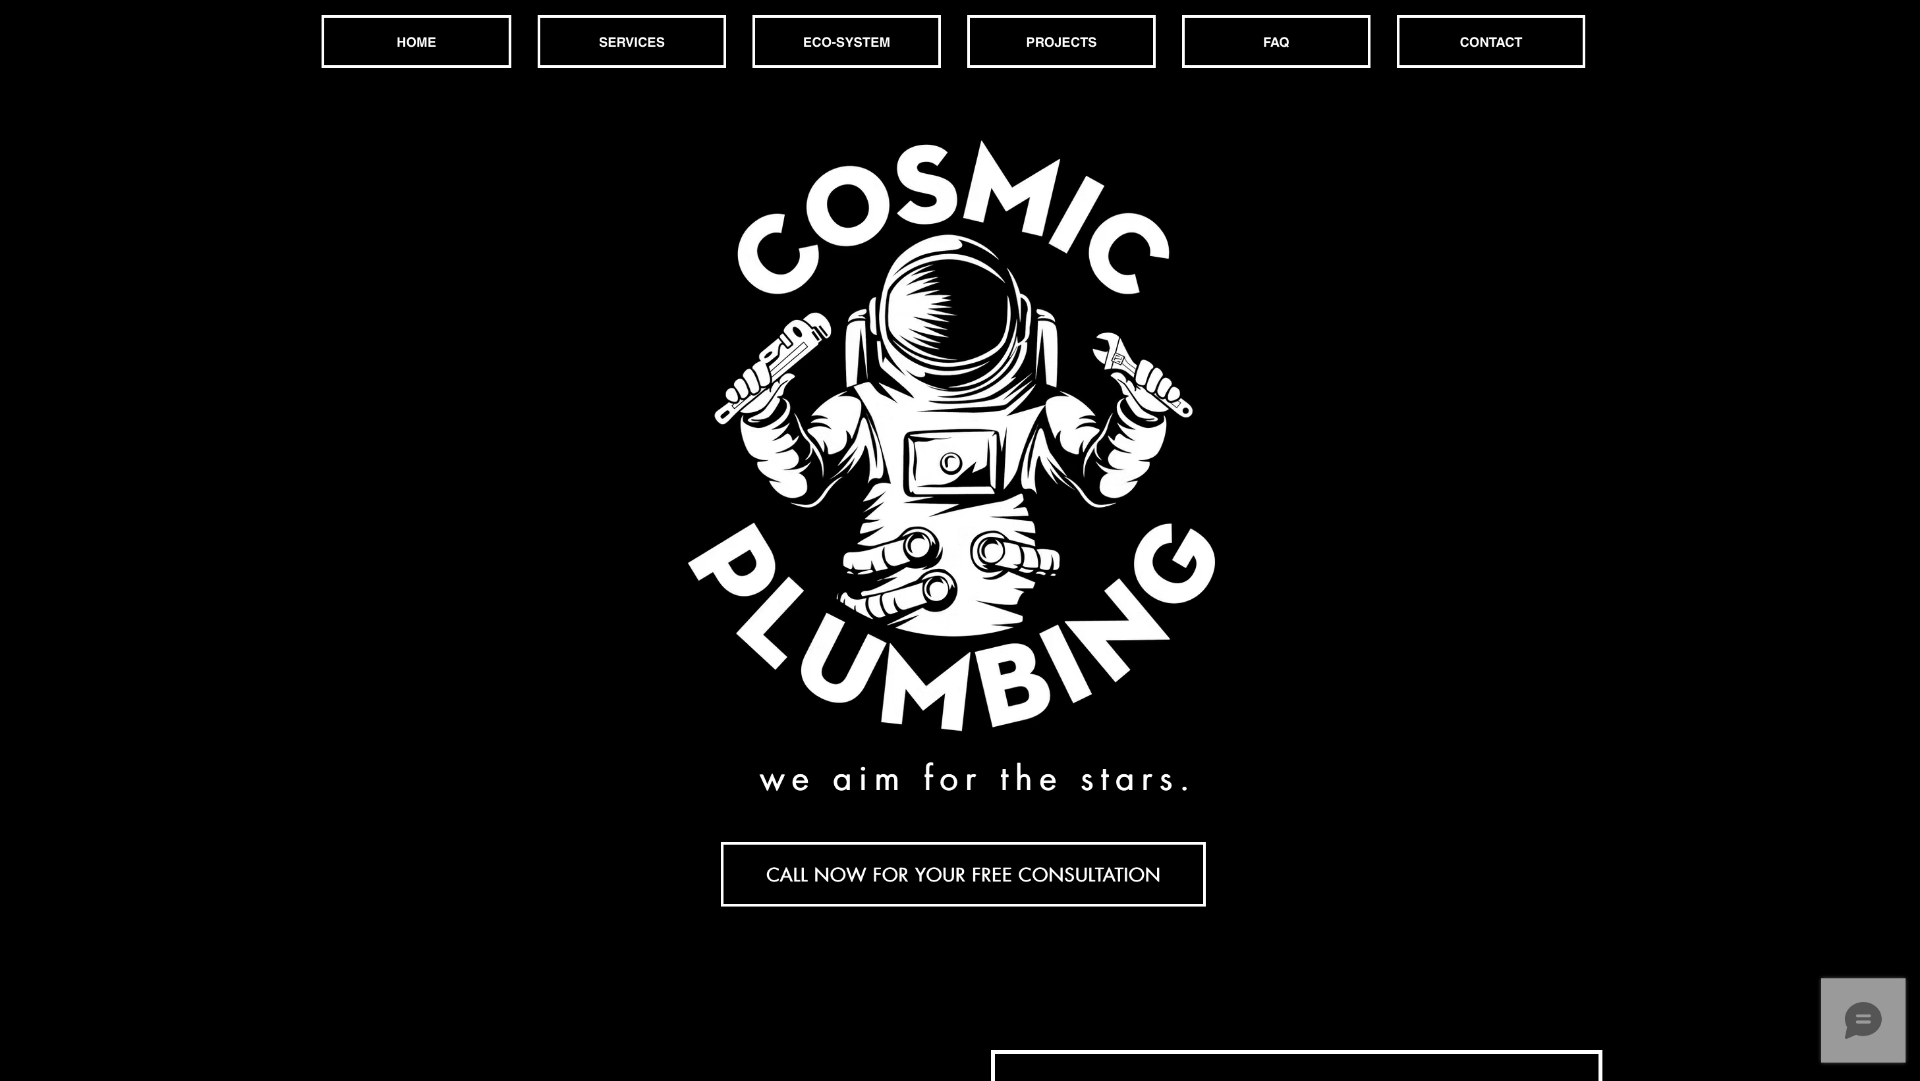 HOME
SERVICES
ECO-SYSTEM
PROJECTS
FAQ
CONTACT
COSMIC
PLUMBING
we aim for the stars.
CALL NOW FOR YOUR FREE CONSULTATION